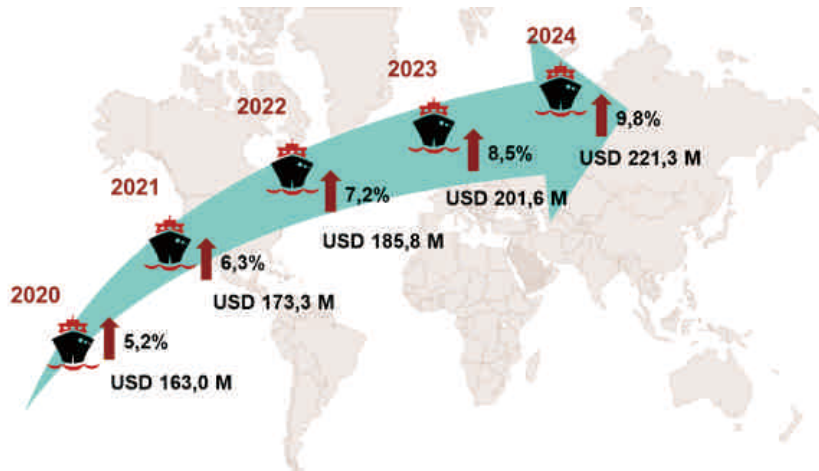 2020
5,2%
USD 163,0 M
2021
6,3%
USD 173,3 M
2022
7,2%
USD 185,8 M
2023
8,5%
USD 201,6 M
2024
9,8%
USD 221,3 M